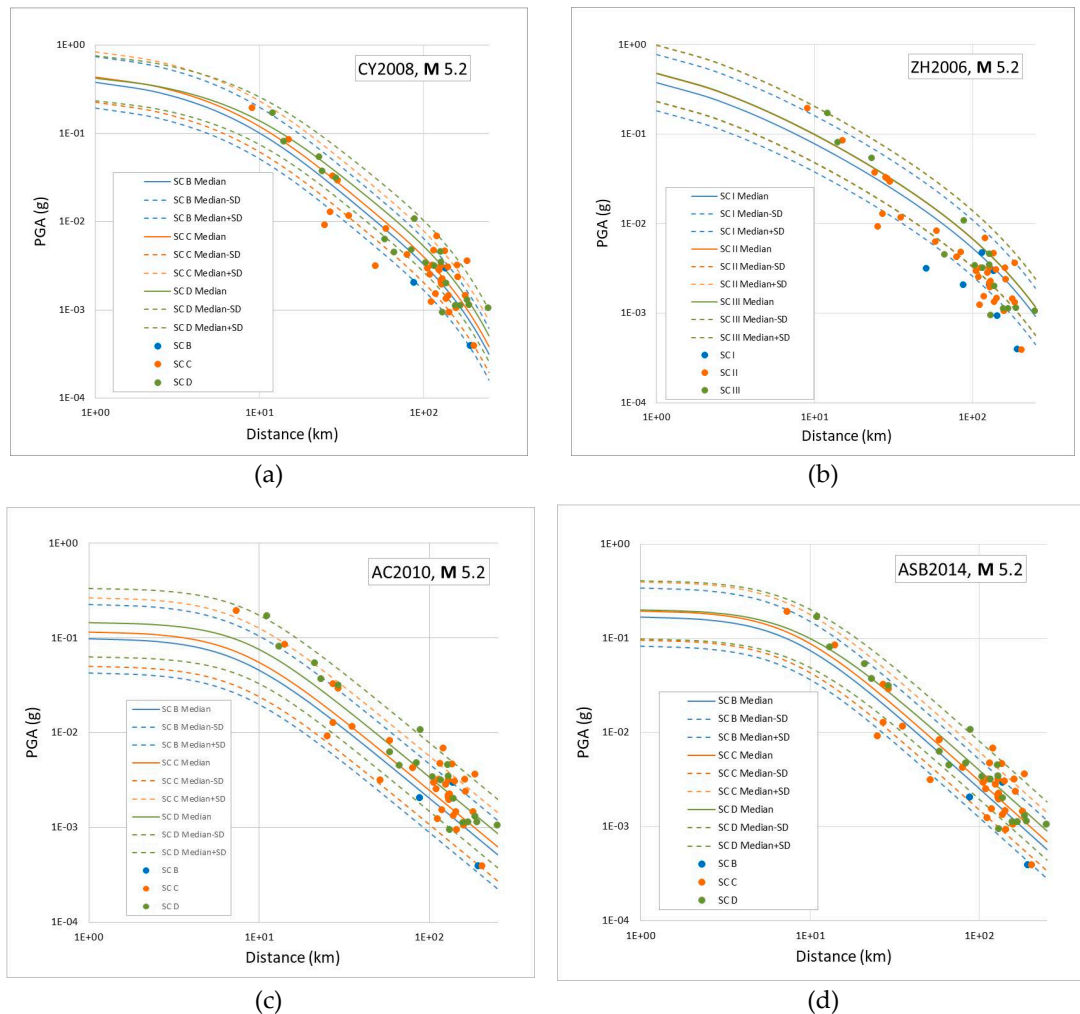 CY2008, M 5.2
1E+00
1E-01
1E-02
1E-03
1E-04
PGA (g)
SC B Median
SC B Median-SD
SC B Median+SD
SC C Median
SC C Median-SD
SC C Median+SD
SC D Median
SC D Median-SD
SC D Median+SD
SC B
SC C
SC D
1E+00
1E+01
1E+02
Distance (km)
(a)
ZH2006, M 5.2
1E+00
1E-01
1E-02
1E-03
1E-04
PGA (g)
SC I Median
SC I Median-SD
SC I Median+SD
SC II Median
SC II Median-SD
SC II Median+SD
SC III Median
SC III Median-SD
SC III Median+SD
SC I
SC II
SC III
1E+00
1E+01
1E+02
Distance (km)
(b)
AC2010, M 5.2
1E+00
1E-01
1E-02
1E-03
1E-04
PGA (g)
SC B Median
SC B Median-SD
SC B Median+SD
SC C Median
SC C Median-SD
SC C Median+SD
SC D Median
SC D Median-SD
SC D Median+SD
SC B
SC C
SC D
1E+00
1E+01
1E+02
Distance (km)
(c)
ASB2014, M 5.2
1E+00
1E-01
1E-02
1E-03
1E-04
PGA (g)
SC B Median
SC B Median-SD
SC B Median+SD
SC C Median
SC C Median-SD
SC C Median+SD
SC D Median
SC D Median-SD
SC D Median+SD
SC B
SC C
SC D
1E+00
1E+01
1E+02
Distance (km)
(d)